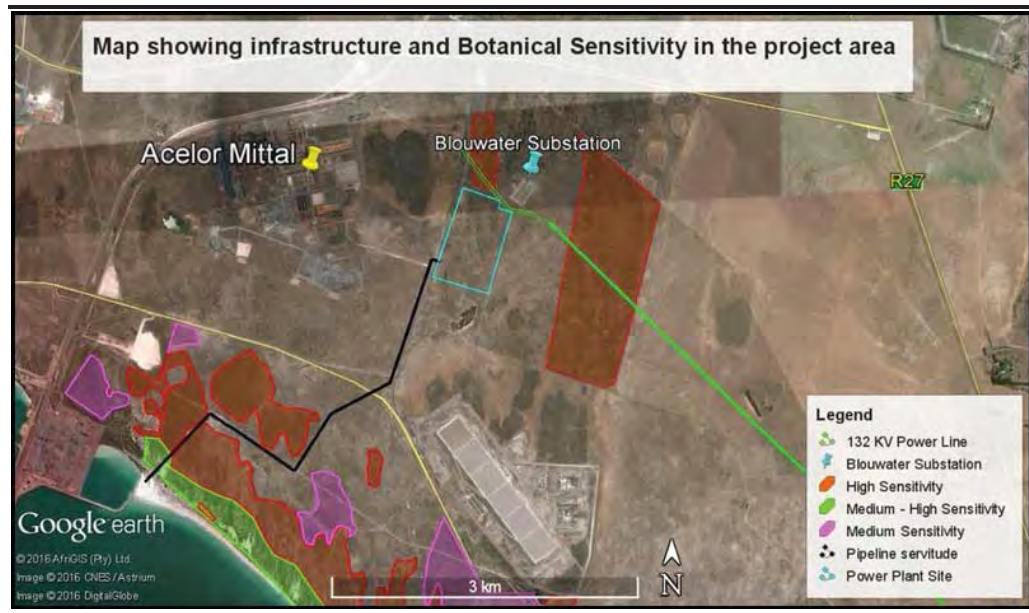 Map showing infrastructure and Botanical Sensitivity in the project area
Acelor Mittal
Blouwater Substation
R27
Legend
132 KV Power Line
Blouwater Substation
High Sensitivity
Medium - High Sensitivity
Medium Sensitivity
Pipeline servitude
Power Plant Site
Google earth
© 2016 AfriGIS (Pty) Ltd.
Image © 2016 CNES / Astrium
Image © 2016 DigitalGlobe
3 km
N